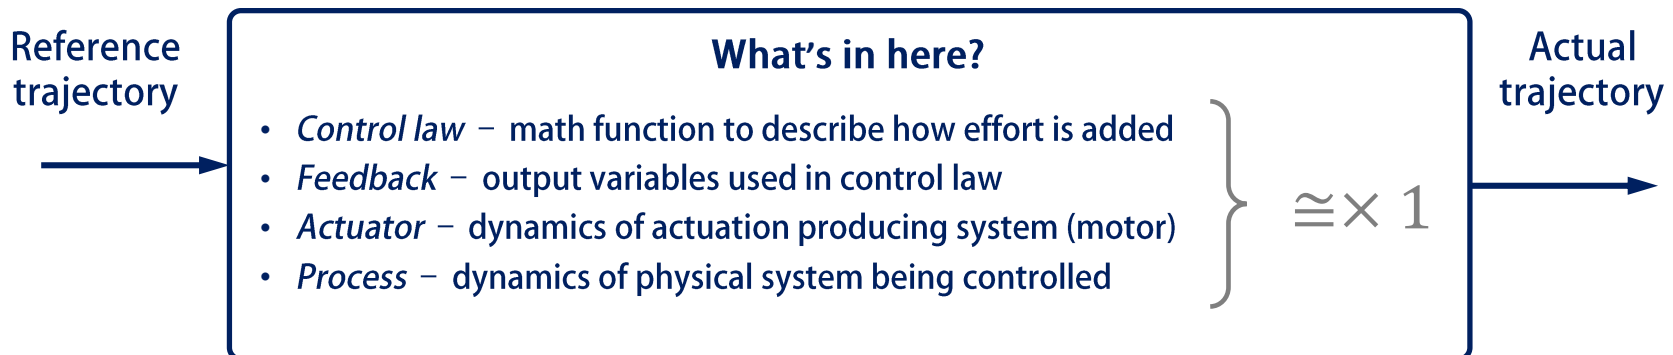 Reference
trajectory
What's in here?
• Control law – math function to describe how effort is added
• Feedback – output variables used in control law
• Actuator – dynamics of actuation producing system (motor)
• Process – dynamics of physical system being controlled
≅× 1
Actual
trajectory